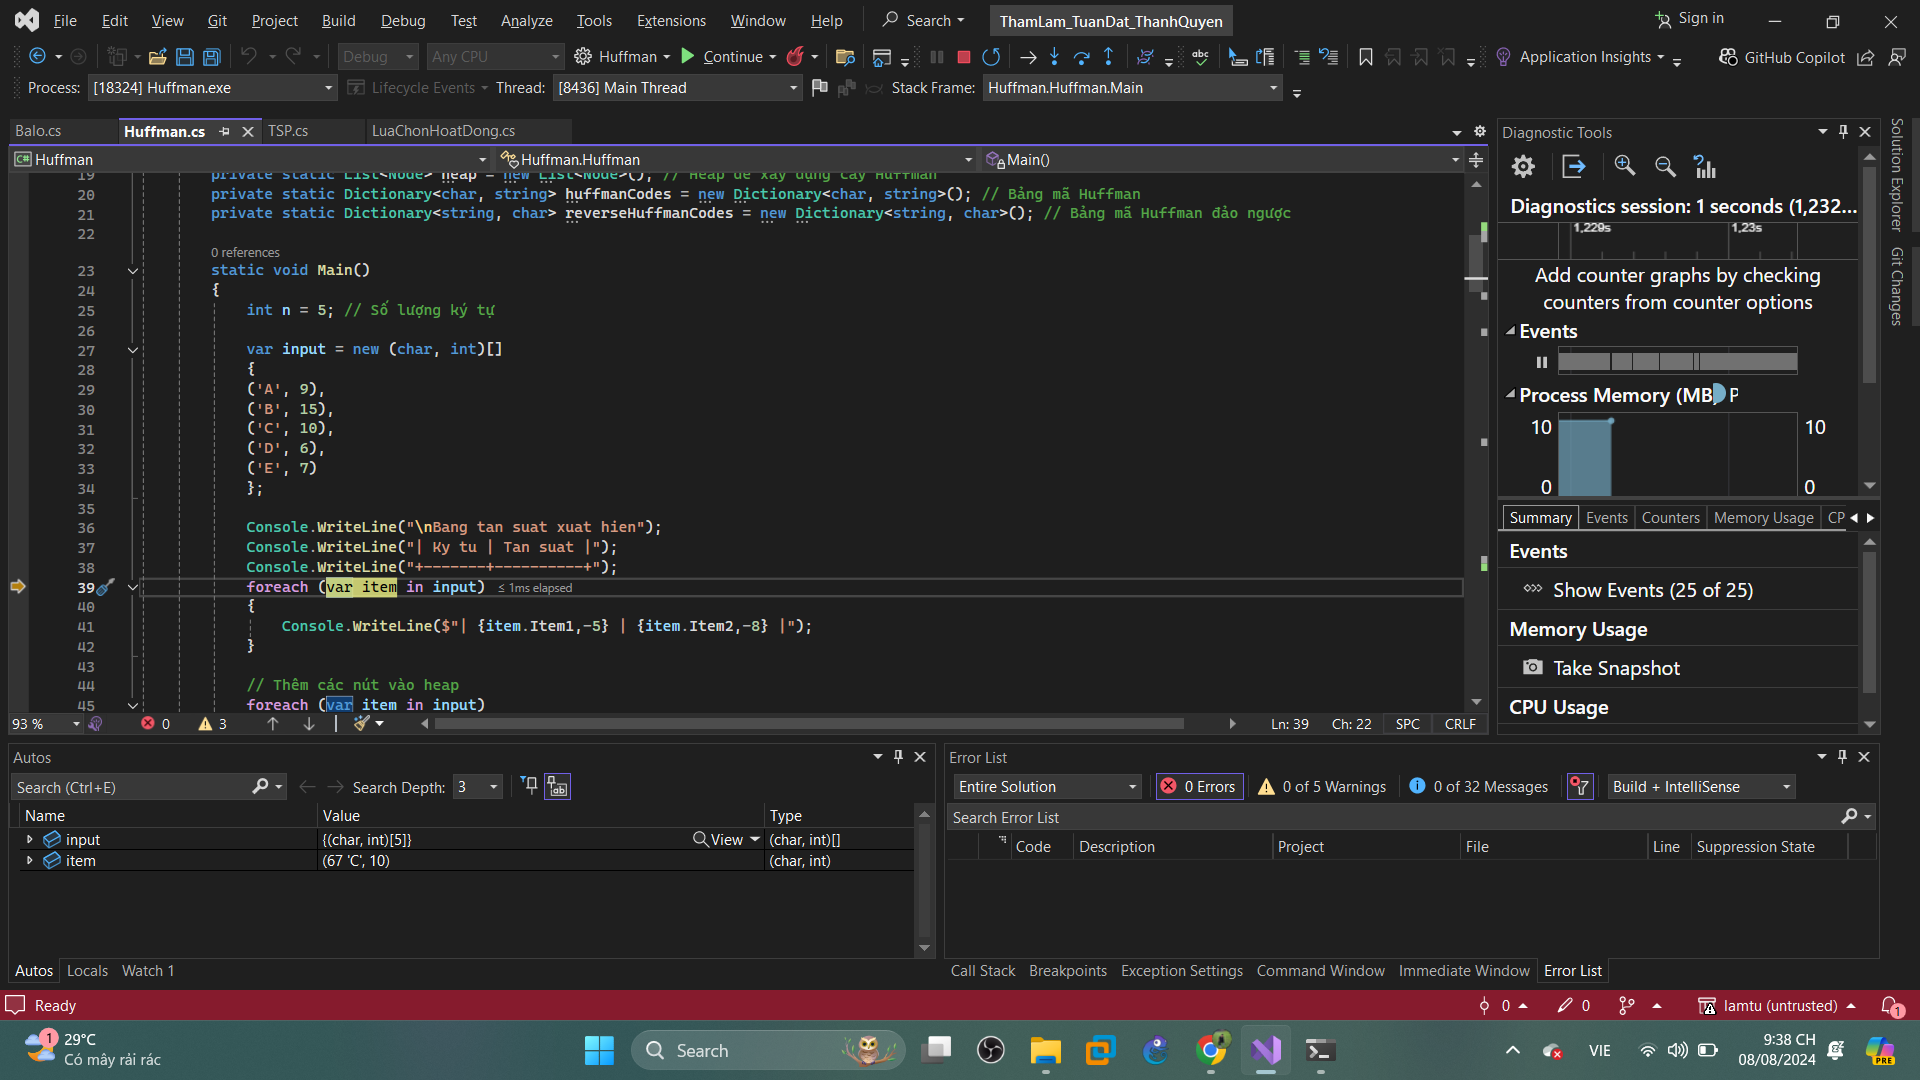 File Edit View Git Project Build Debug Test Analyze Tools Extensions Window Help Search ThamLam_TuanDat_ThanhQuyen Sign in
Debug Any CPU Huffman Continue Application Insights GitHub Copilot
Process: [18324] Huffman.exe Lifecycle Events Thread: [8436] Main Thread Stack Frame: Huffman.Huffman.Main
Balo.cs Huffman.cs TSP.cs LuaChonHoatDong.cs
Huffman Huffman.Huffman Main()
19 private static List<Node> heap = new List<Node>(); // Heap để xây dựng cây Huffman
20 private static Dictionary<char, string> huffmanCodes = new Dictionary<char, string>(); // Bảng mã Huffman
21 private static Dictionary<string, char> reverseHuffmanCodes = new Dictionary<string, char>(); // Bảng mã Huffman đảo ngược
22
0 references
23 static void Main()
24 {
25 int n = 5; // Số lượng ký tự
26
27 var input = new (char, int)[]
28 {
29 ('A', 9),
30 ('B', 15),
31 ('C', 10),
32 ('D', 6),
33 ('E', 7)
34 };
35
36 Console.WriteLine("\nBang tan suat xuat hien");
37 Console.WriteLine("| Ky tu | Tan suat |");
38 Console.WriteLine("+-------+----------+");
39 foreach (var item in input) ≤ 1ms elapsed
40 {
41 Console.WriteLine($"| {item.Item1,-5} | {item.Item2,-8} |");
42 }
43
44 // Thêm các nút vào heap
45 foreach (var item in input)
93 % 0 3 Ln: 39 Ch: 22 SPC CRLF
Diagnostic Tools
Diagnostics session: 1 seconds (1,232...
1,229s 1,23s
Add counter graphs by checking
counters from counter options
Events
Process Memory (MB) P
10 10
0 0
Summary Events Counters Memory Usage CP
Events
Show Events (25 of 25)
Memory Usage
Take Snapshot
CPU Usage
Solution Explorer
Git Changes
Autos
Search (Ctrl+E) Search Depth: 3
Name Value Type
input {(char, int)[5]} View (char, int)[]
item (67 'C', 10) (char, int)
Autos Locals Watch 1
Error List
Entire Solution 0 Errors 0 of 5 Warnings 0 of 32 Messages Build + IntelliSense
Search Error List
Code Description Project File Line Suppression State
Call Stack Breakpoints Exception Settings Command Window Immediate Window Error List
Ready 0 0 lamtu (untrusted) 1
1 29°C
Có mây rải rác
Search
VIE
9:38 CH
08/08/2024
PRE